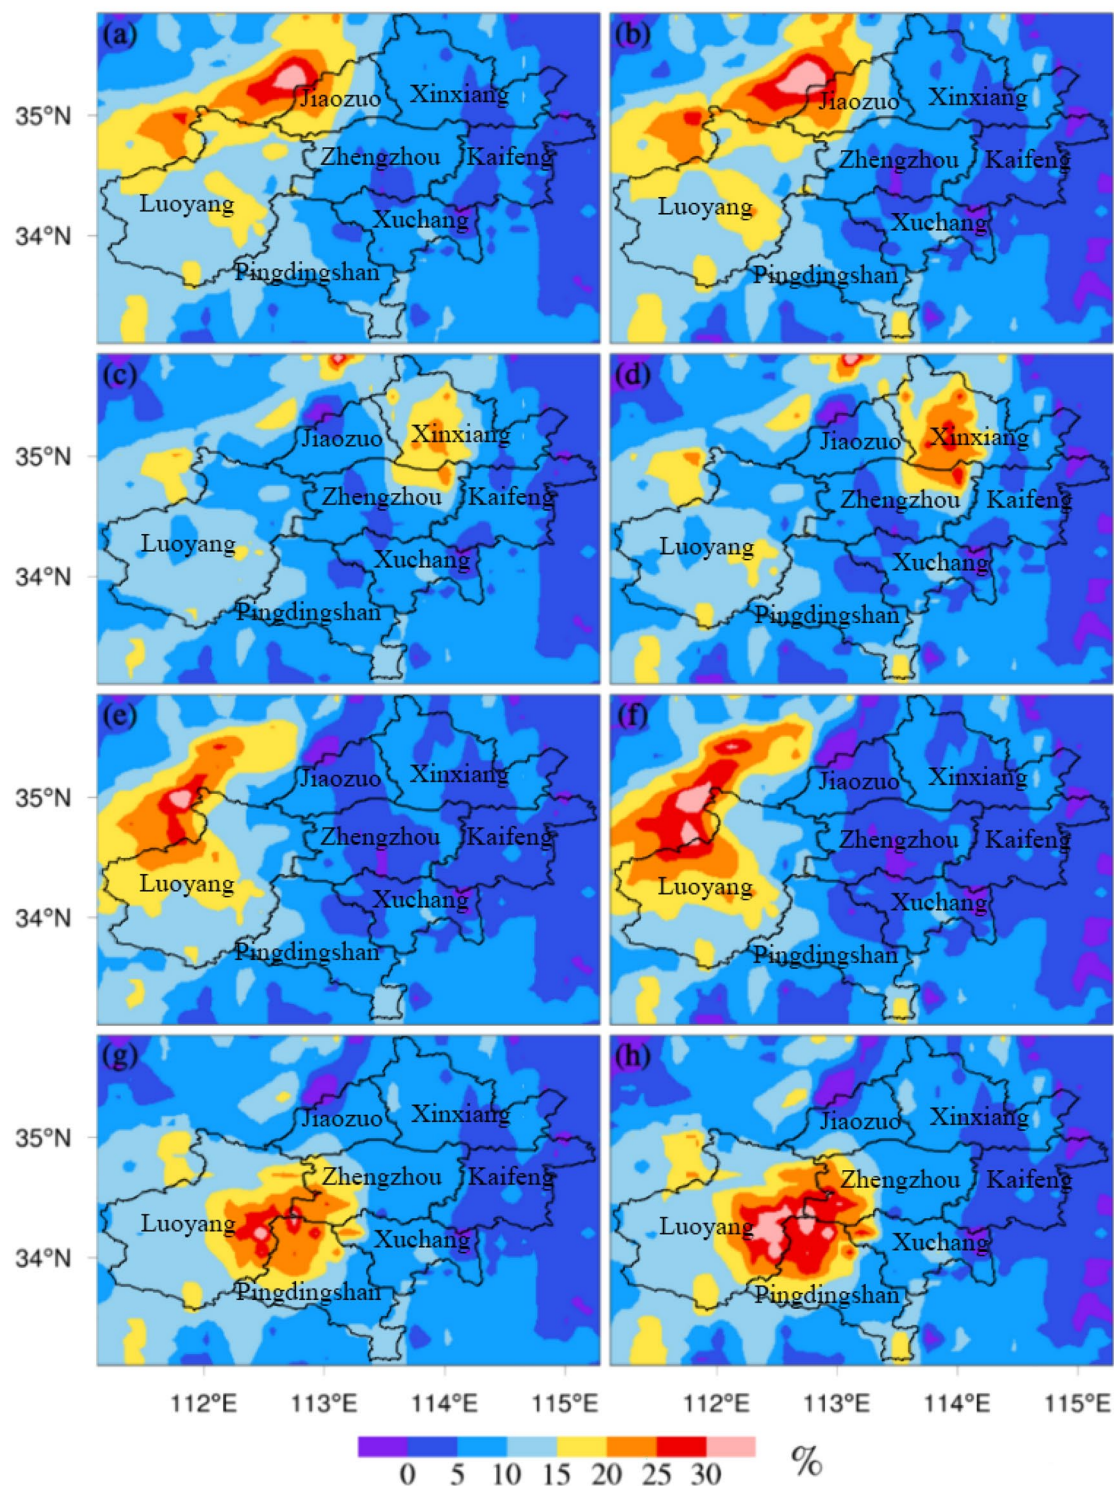 (a) (b)
Jiaozuo Xinxiang Jiaozuo Xinxiang
35°N
Zhengzhou Kaifeng Zhengzhou Kaifeng
Luoyang Xuchang Luoyang Xuchang
34°N
Pingdingshan Pingdingshan
(c) (d)
Jiaozuo Xinxiang Jiaozuo Xinxiang
35°N
Zhengzhou Kaifeng Zhengzhou Kaifeng
Luoyang Xuchang Luoyang Xuchang
34°N
Pingdingshan Pingdingshan
(e) (f)
Jiaozuo Xinxiang Jiaozuo Xinxiang
35°N
Zhengzhou Kaifeng Zhengzhou Kaifeng
Luoyang Xuchang Luoyang Xuchang
34°N
Pingdingshan Pingdingshan
(g) (h)
Jiaozuo Xinxiang Jiaozuo Xinxiang
35°N
Zhengzhou Kaifeng Zhengzhou Kaifeng
Luoyang Xuchang Luoyang Xuchang
34°N
Pingdingshan Pingdingshan
112°E 113°E 114°E 115°E 112°E 113°E 114°E 115°E
0 5 10 15 20 25 30 %